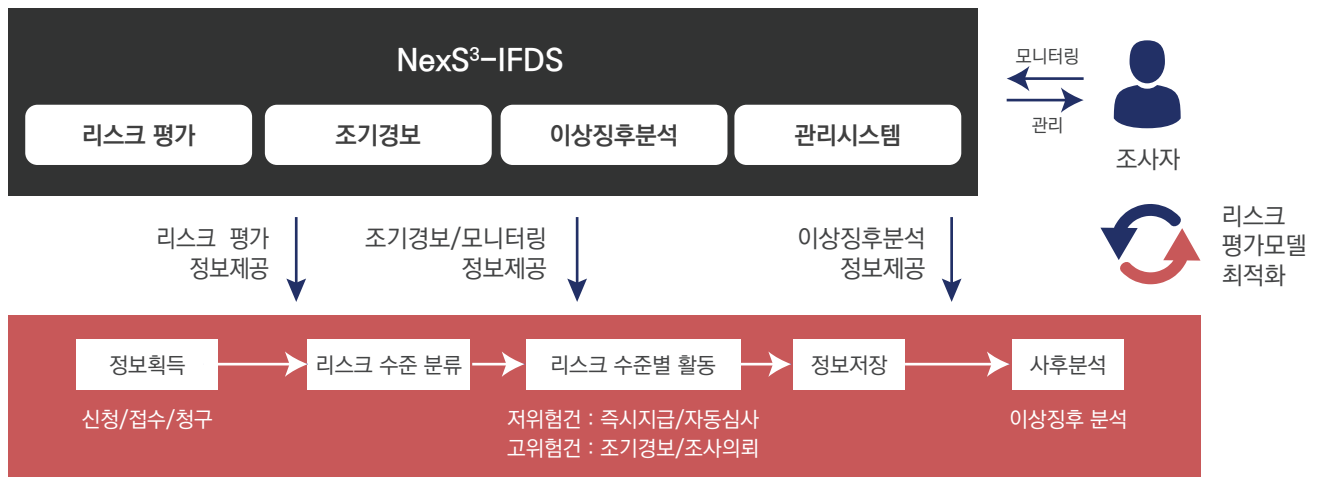 NexS³-IFDS
리스크 평가
조기경보
이상징후분석
관리시스템
모니터링
관리
조사자
리스크 평가
정보제공
조기경보/모니터링
정보제공
이상징후분석
정보제공
리스크
평가모델
최적화
정보획득
리스크 수준 분류
리스크 수준별 활동
정보저장
사후분석
신청/접수/청구
저위험건 : 즉시지급/자동심사
고위험건 : 조기경보/조사의뢰
이상징후 분석